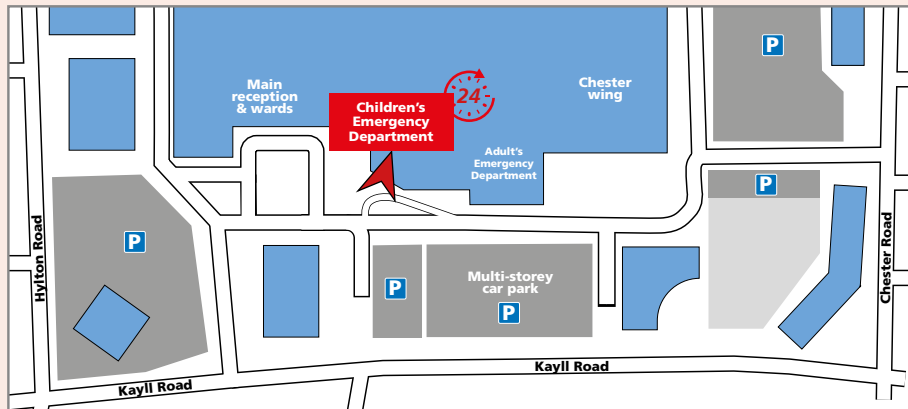 P
Main
reception
& wards
24
Children's
Emergency
Department
Chester
wing
Adult's
Emergency
Department
P
Hylton Road
P
P
Multi-storey
car park
P
Chester Road
Kayll Road
Kayll Road